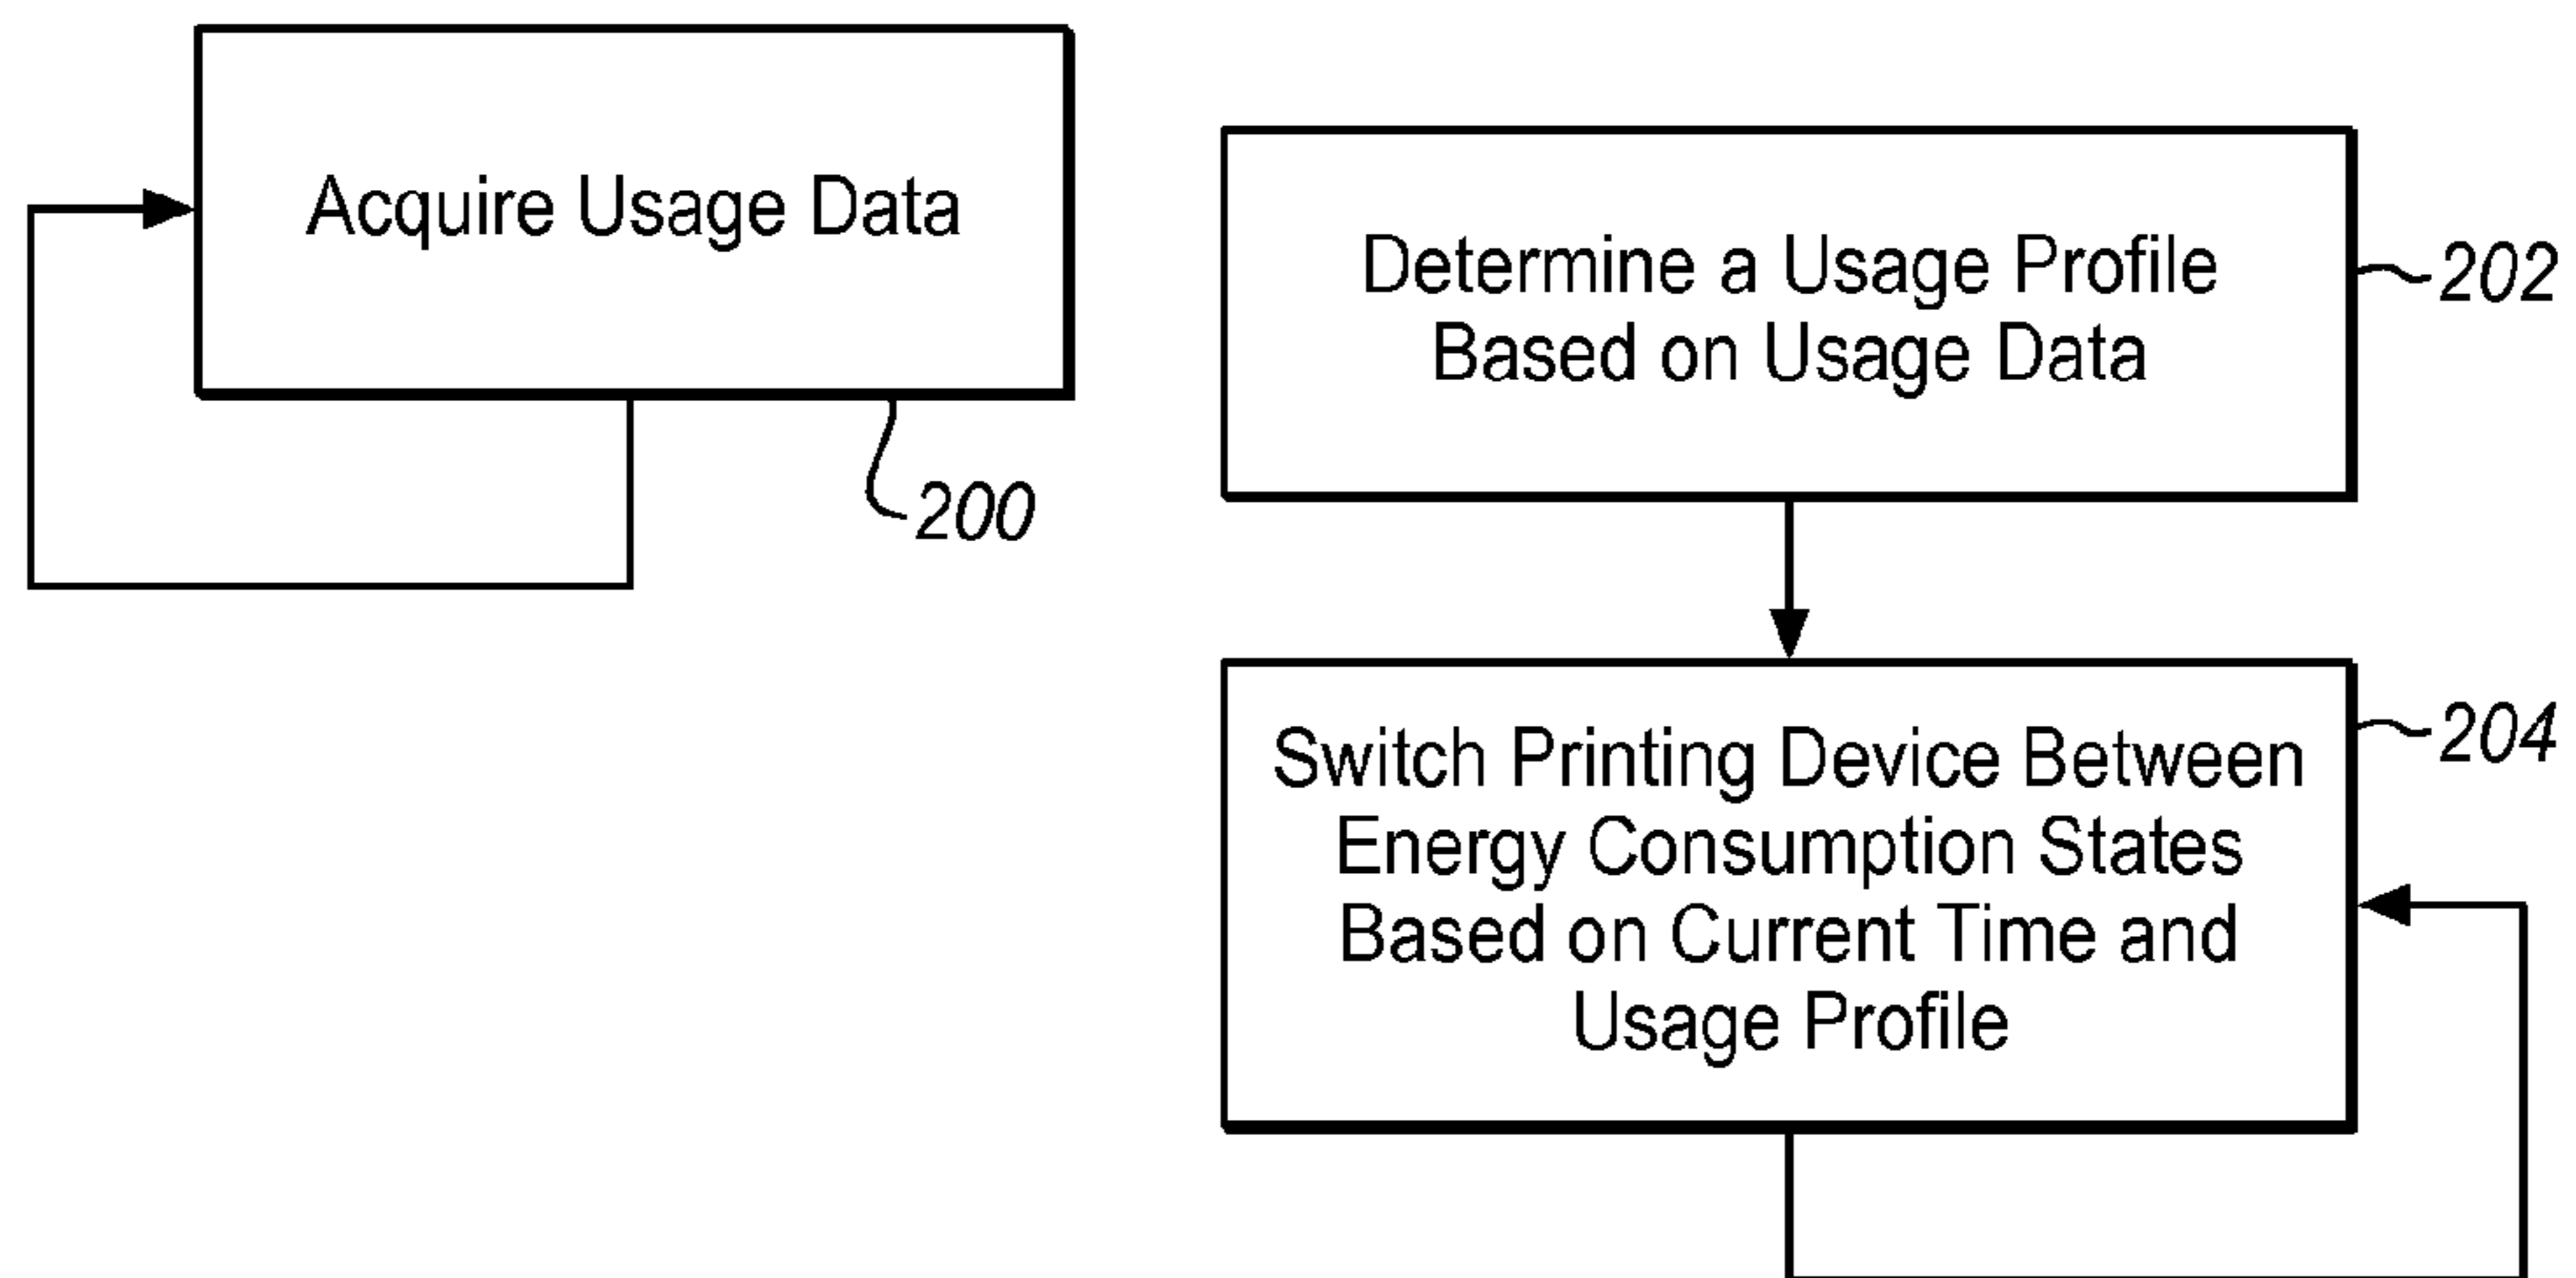 Acquire Usage Data
200
Determine a Usage Profile
Based on Usage Data
202
Switch Printing Device Between
Energy Consumption States
Based on Current Time and
Usage Profile
204